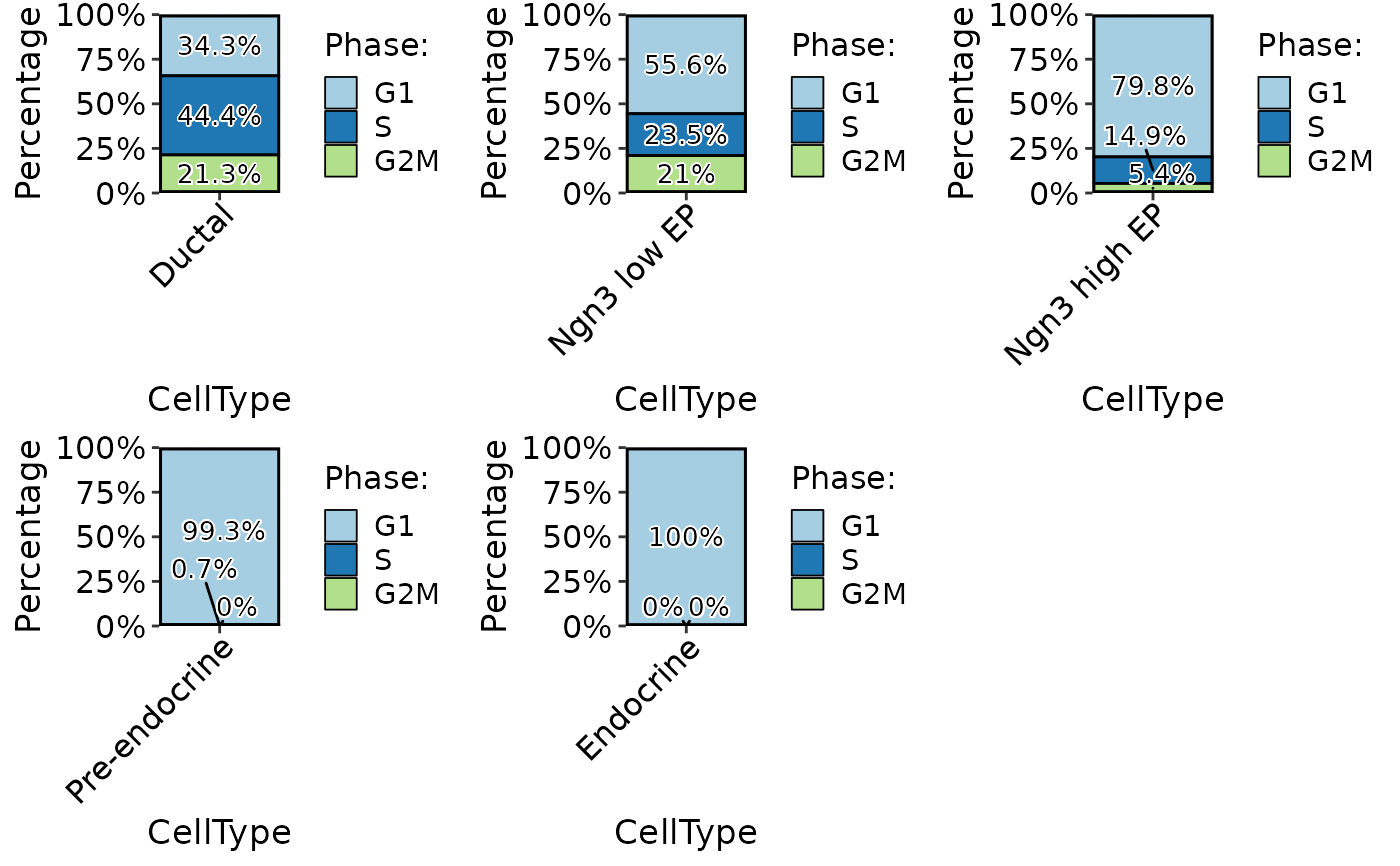 Percentage
100%
75%
50%
25%
0%
34.3%
44.4%
21.3%
Ductal
CellType
Phase:
G1
S
G2M
Percentage
100%
75%
50%
25%
0%
55.6%
23.5%
21%
Ngn3 low EP
CellType
Phase:
G1
S
G2M
Percentage
100%
75%
50%
25%
0%
79.8%
14.9%
5.4%
Ngn3 high EP
CellType
Phase:
G1
S
G2M
Percentage
100%
75%
50%
25%
0%
99.3%
0.7%
0%
Pre-endocrine
CellType
Phase:
G1
S
G2M
Percentage
100%
75%
50%
25%
0%
100%
0% 0%
Endocrine
CellType
Phase:
G1
S
G2M